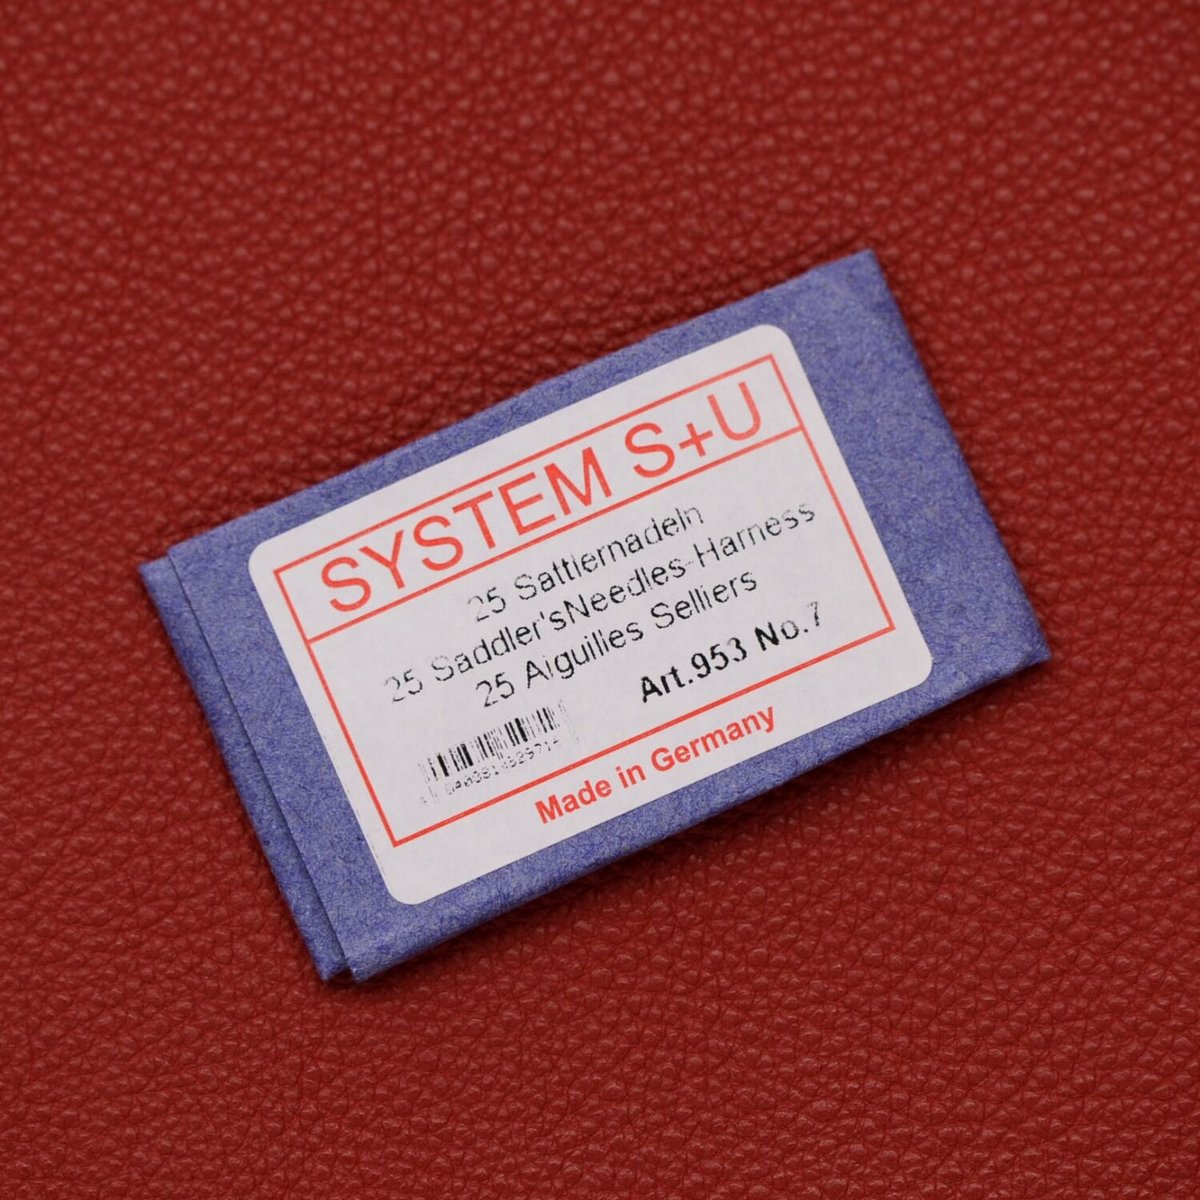 SYSTEM S+U
25 Sattlernadeln
25 Saddler'sNeedles-Harness
25 Aiguilles Selliers
Art.953 No.7
Made in Germany